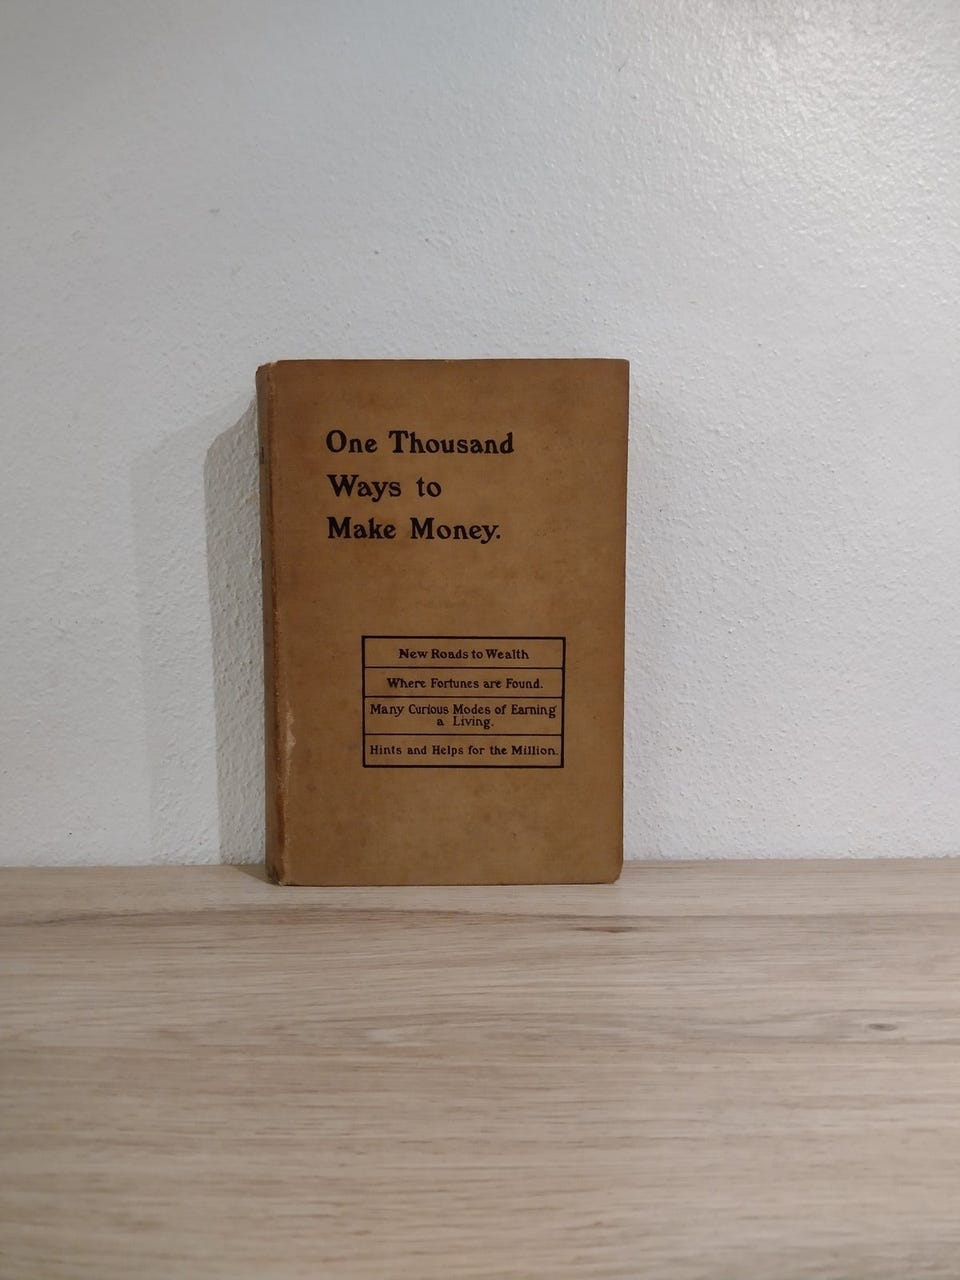 One Thousand
Ways to
Make Money.
New Roads to Wealth
Where Fortunes are Found.
Many Curious Modes of Earning
a Living.
Hints and Helps for the Million.